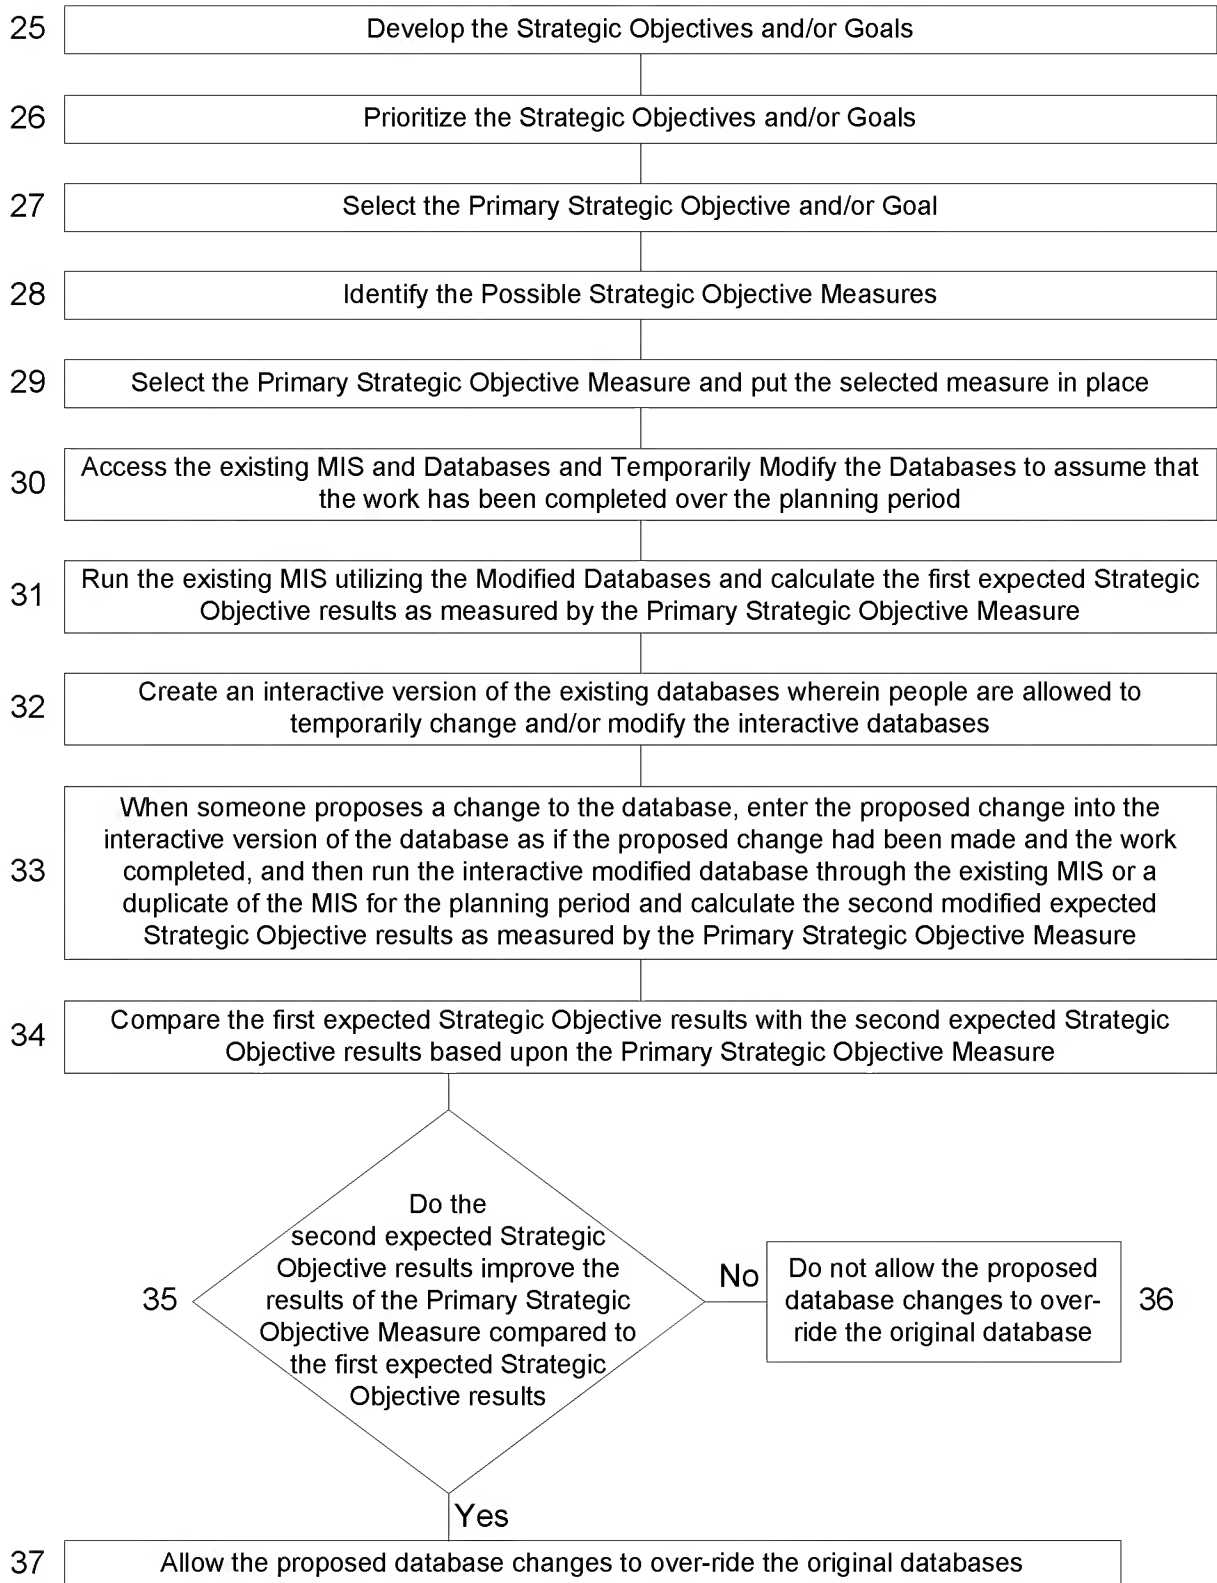 25
Develop the Strategic Objectives and/or Goals
26
Prioritize the Strategic Objectives and/or Goals
27
Select the Primary Strategic Objective and/or Goal
28
Identify the Possible Strategic Objective Measures
29
Select the Primary Strategic Objective Measure and put the selected measure in place
30
Access the existing MIS and Databases and Temporarily Modify the Databases to assume that
the work has been completed over the planning period
31
Run the existing MIS utilizing the Modified Databases and calculate the first expected Strategic
Objective results as measured by the Primary Strategic Objective Measure
32
Create an interactive version of the existing databases wherein people are allowed to
temporarily change and/or modify the interactive databases
33
When someone proposes a change to the database, enter the proposed change into the
interactive version of the database as if the proposed change had been made and the work
completed, and then run the interactive modified database through the existing MIS or a
duplicate of the MIS for the planning period and calculate the second modified expected
Strategic Objective results as measured by the Primary Strategic Objective Measure
34
Compare the first expected Strategic Objective results with the second expected Strategic
Objective results based upon the Primary Strategic Objective Measure
35
Do the
second expected Strategic
Objective results improve the
results of the Primary Strategic
Objective Measure compared to
the first expected Strategic
Objective results
No
Do not allow the proposed
database changes to over-
ride the original database
36
Yes
37
Allow the proposed database changes to over-ride the original databases